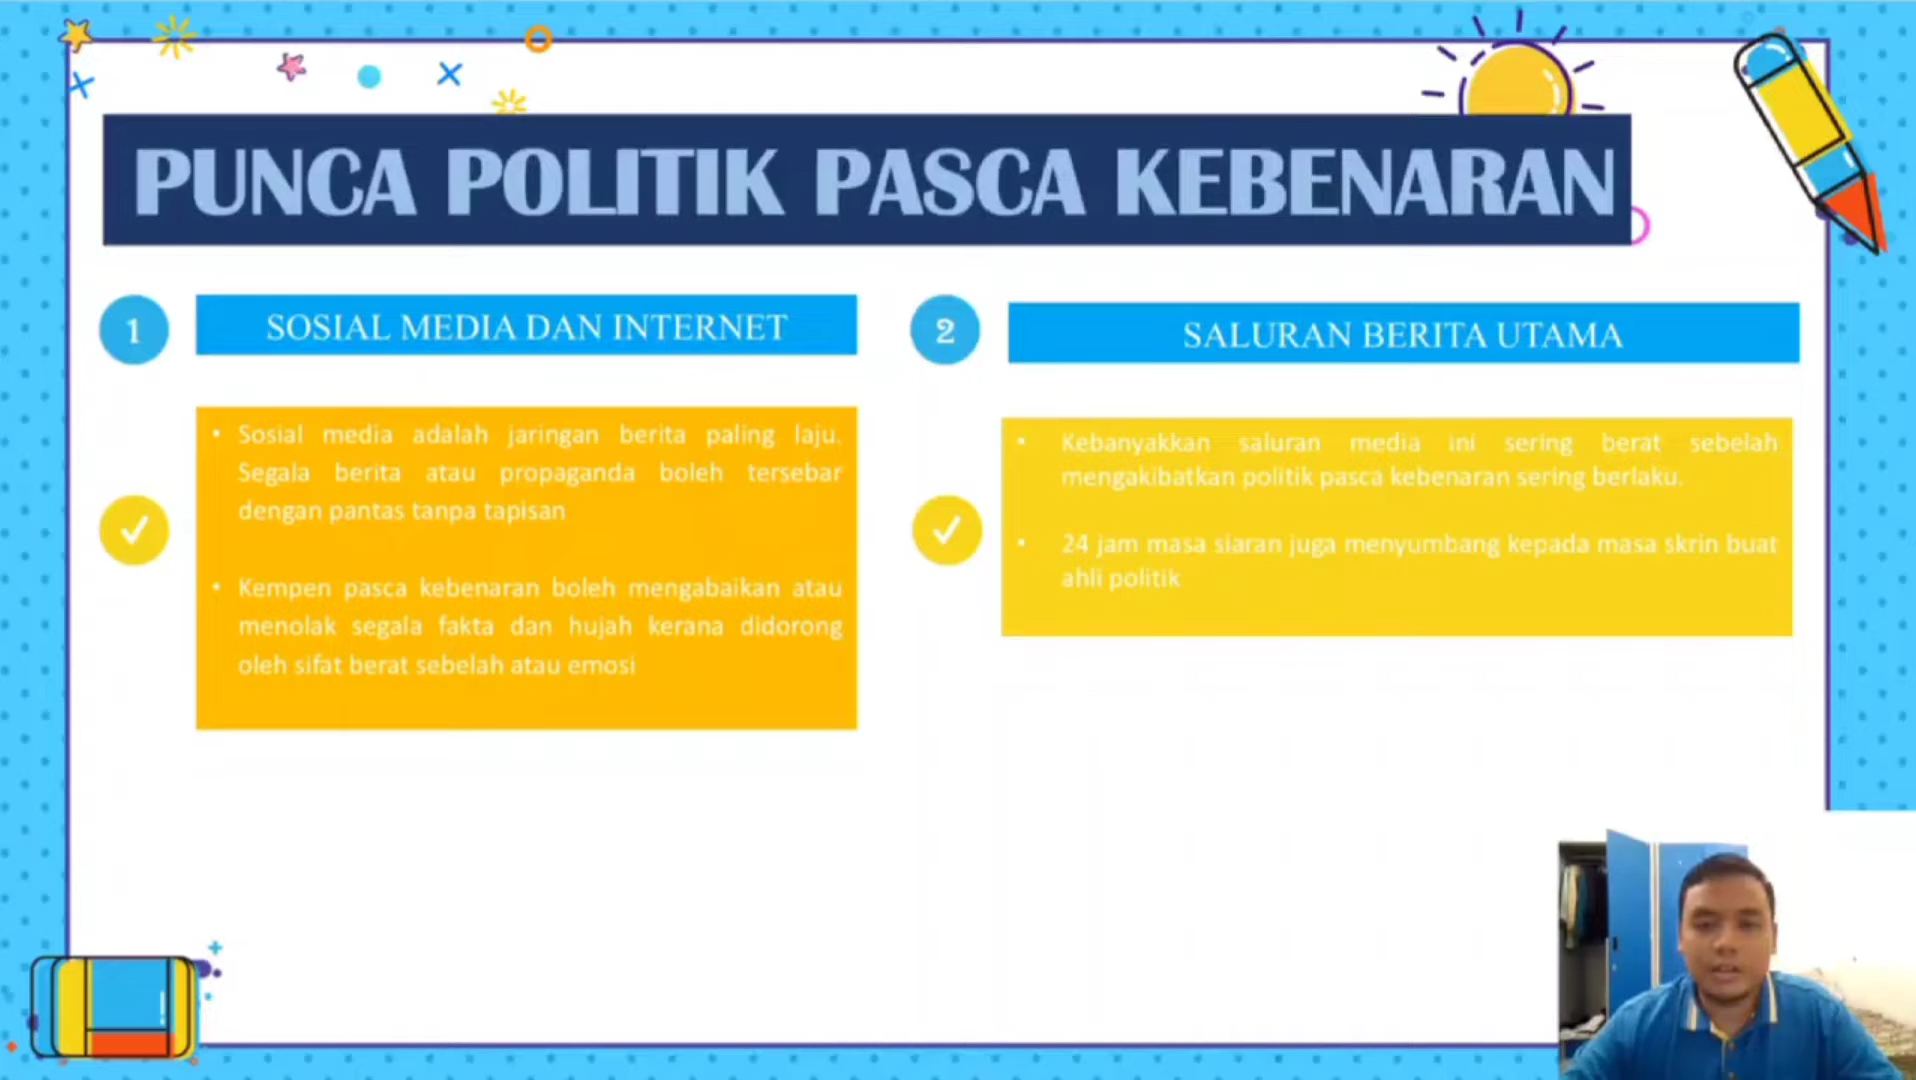 PUNCA POLITIK PASCA KEBENARAN
1
SOSIAL MEDIA DAN INTERNET
Sosial media adalah jaringan berita paling laju.
Segala berita atau propaganda boleh tersebar
dengan pantas tanpa tapisan
Kempen pasca kebenaran boleh mengabaikan atau
menolak segala fakta dan hujah kerana didorong
oleh sifat berat sebelah atau emosi
2
SALURAN BERITA UTAMA
Kebanyakkan saluran media ini sering berat sebelah
mengakibatkan politik pasca kebenaran sering berlaku.
24 jam masa siaran juga menyumbang kepada masa skrin buat
ahli politik